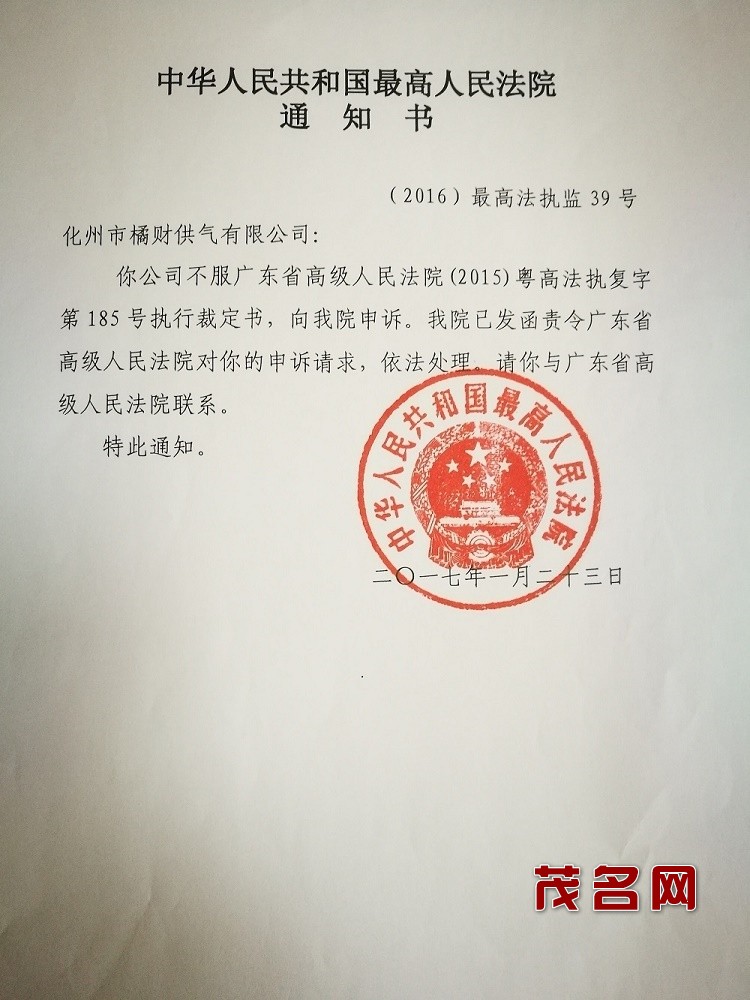 中华人民共和国最高人民法院
通 知 书
（2016）最高法执监 39 号
化州市橘财供气有限公司：
你公司不服广东省高级人民法院(2015)粤高法执复字
第 185 号执行裁定书，向我院申诉。我院已发函责令广东省
高级人民法院对你的申诉请求，依法处理。请你与广东省高
级人民法院联系。
特此通知。
中华人民共和国最高人民法院
二〇一七年一月二十三日
茂名网